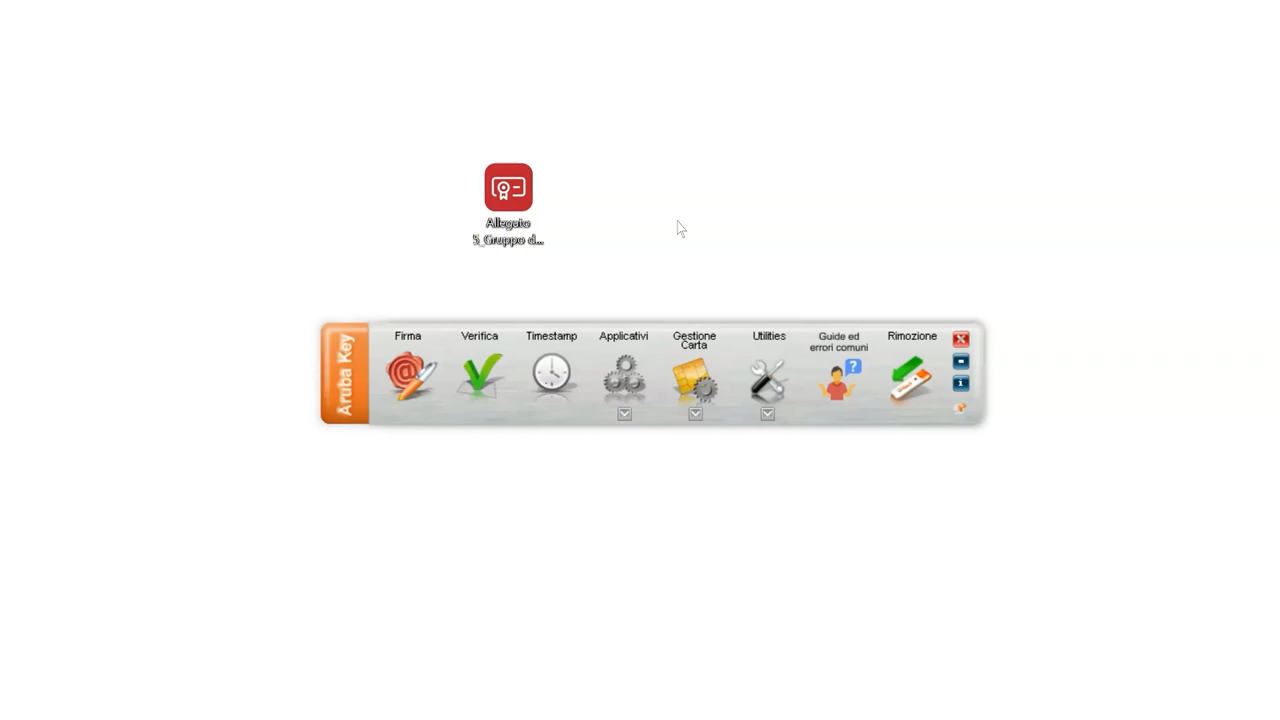 Allegato
5_Gruppo d...
Aruba Key
Firma
Verifica
Timestamp
Applicativi
Gestione
Carta
Utilities
Guide ed
errori comuni
Rimozione